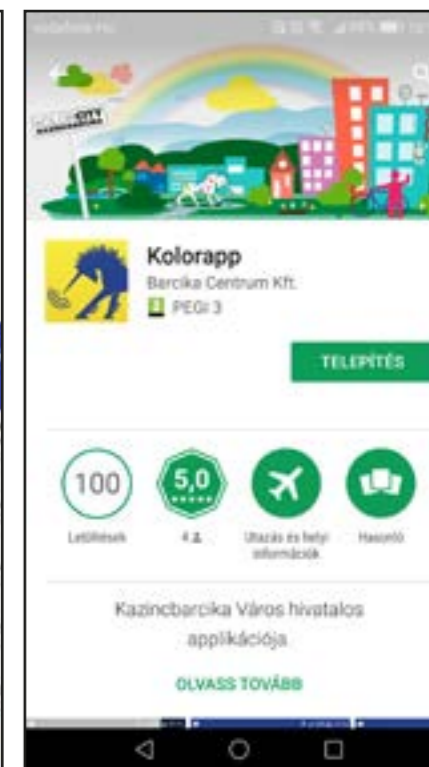 Kolorapp
Barcika Centrum Kft.
PEGI 3
TELEPÍTÉS
100
5,0
Letöltések
4
Utazás és helyi
információk
Hasonló
Kazincbarcika Város hivatalos
applikációja
OLVASS TOVÁBB